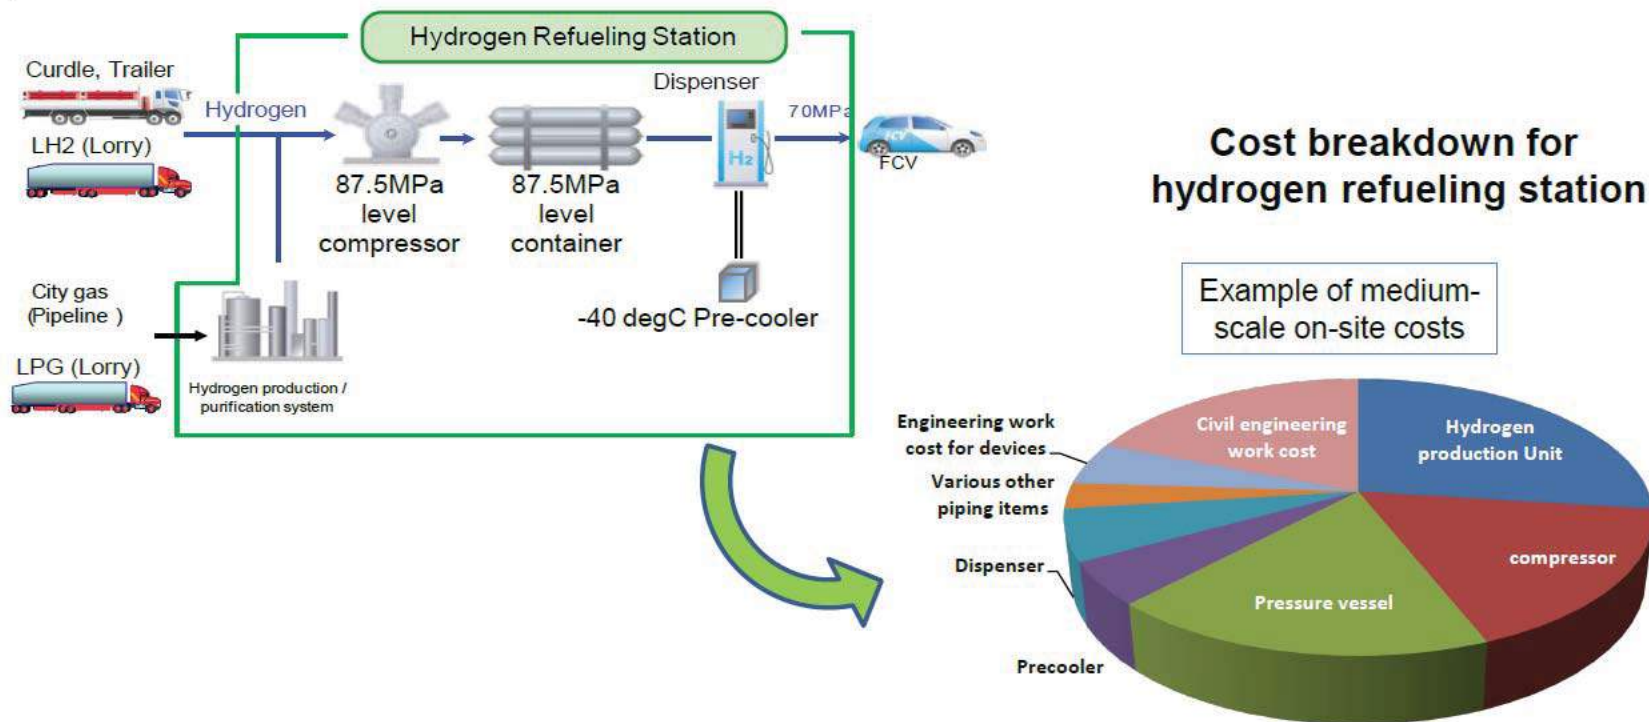 Hydrogen Refueling Station
Curdle, Trailer
Hydrogen
LH2 (Lorry)
87.5MPa
level
compressor
87.5MPa
level
container
Dispenser
H2
70MPa
FCV
FCV
-40 degC Pre-cooler
City gas
(Pipeline )
LPG (Lorry)
Hydrogen production /
purification system
Cost breakdown for
hydrogen refueling station
Example of medium-
scale on-site costs
Civil engineering
work cost
Hydrogen
production Unit
compressor
Pressure vessel
Engineering work
cost for devices
Various other
piping items
Dispenser
Precooler